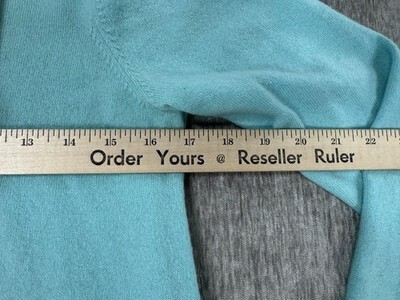 13 14 15 16 17 18 19 20 21 22
Order Yours @ Reseller Ruler